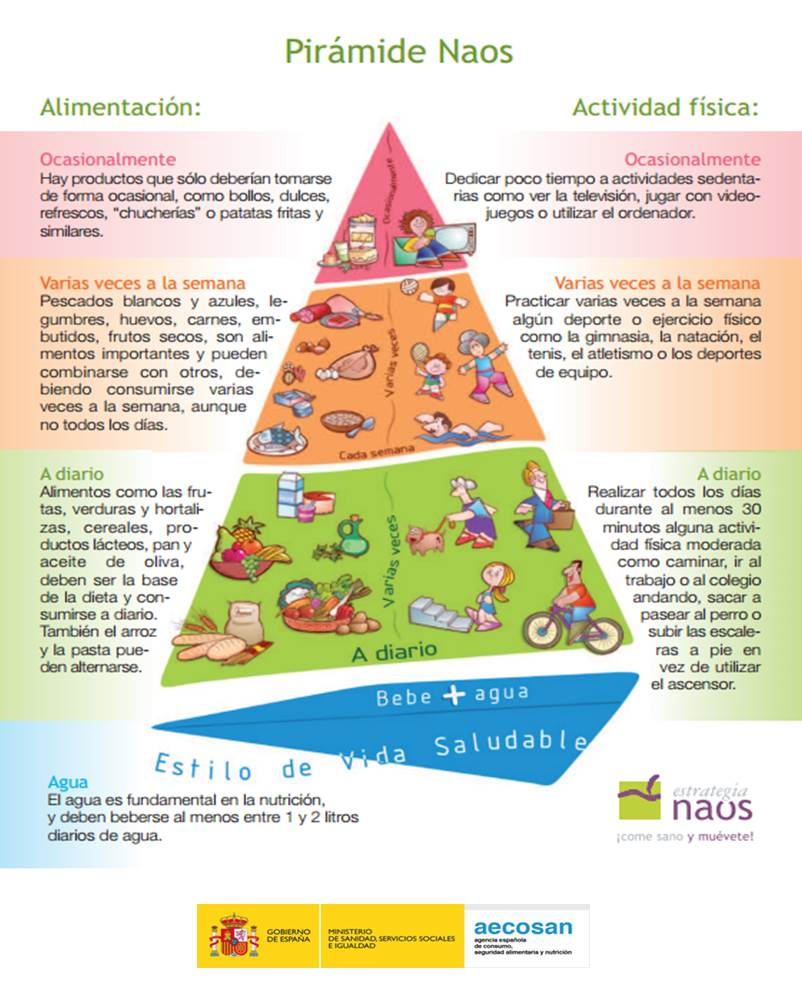 Pirámide Naos
Alimentación:
Actividad física:
Ocasionalmente
Hay productos que sólo deberían tomarse
de forma ocasional, como bollos, dulces,
refrescos, “chucherías” o patatas fritas y
similares.
Ocasionalmente
Dedicar poco tiempo a actividades sedenta-
rias como ver la televisión, jugar con video-
juegos o utilizar el ordenador.
Ocasionalmente
Varias veces a la semana
Pescados blancos y azules, le-
gumbres, huevos, carnes, em-
butidos, frutos secos, son ali-
mentos importantes y pueden
combinarse con otros, de-
biendo consumirse varias
veces a la semana, aunque
no todos los días.
Varias veces a la semana
Practicar varias veces a la semana
algún deporte o ejercicio físico
como la gimnasia, la natación, el
tenis, el atletismo o los deportes
de equipo.
Varias veces
Cada semana
A diario
Alimentos como las fru-
tas, verduras y hortali-
zas, cereales, pro-
ductos lácteos, pan y
aceite de oliva,
deben ser la base
de la dieta y con-
sumirse a diario.
También el arroz
y la pasta pue-
den alternarse.
A diario
Realizar todos los días
durante al menos 30
minutos alguna activi-
dad física moderada
como caminar, ir al
trabajo o al colegio
andando, sacar a
pasear al perro o
subir las escale-
ras a pie en
vez de utilizar
el ascensor.
Varias veces
A diario
Bebe + agua
Estilo de Vida Saludable
Agua
El agua es fundamental en la nutrición,
y deben beberse al menos entre 1 y 2 litros
diarios de agua.
estrategia
naos
¡come sano y muévete!
GOBIERNO
DE ESPAÑA
MINISTERIO
DE SANIDAD, SERVICIOS SOCIALES
E IGUALDAD
aecosan
agencia española
de consumo,
seguridad alimentaria y nutrición